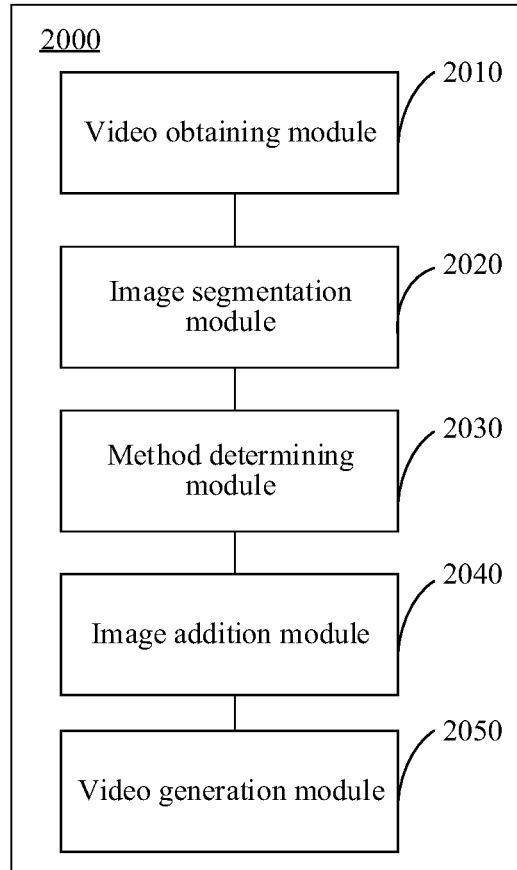 2000
2010
Video obtaining module
2020
Image segmentation
module
2030
Method determining
module
2040
Image addition module
2050
Video generation module